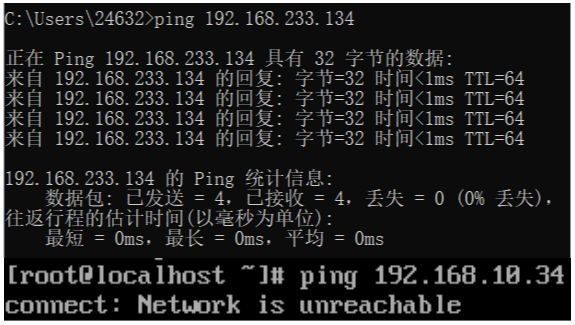 C:\Users\24632>ping 192.168.233.134
正在 Ping 192.168.233.134 具有 32 字节的数据:
来自 192.168.233.134 的回复: 字节=32 时间<1ms TTL=64
来自 192.168.233.134 的回复: 字节=32 时间<1ms TTL=64
来自 192.168.233.134 的回复: 字节=32 时间<1ms TTL=64
来自 192.168.233.134 的回复: 字节=32 时间<1ms TTL=64
192.168.233.134 的 Ping 统计信息:
数据包: 已发送 = 4，已接收 = 4，丢失 = 0 (0% 丢失)，
往返行程的估计时间(以毫秒为单位):
最短 = 0ms，最长 = 0ms，平均 = 0ms
[root@localhost ~]# ping 192.168.10.34
connect: Network is unreachable